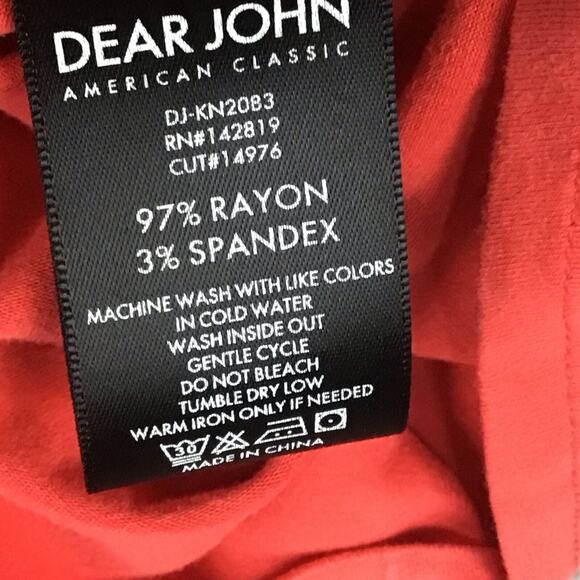 DEAR JOHN
AMERICAN CLASSIC
DJ-KN2083
RN#142819
CUT#14976
97% RAYON
3% SPANDEX
MACHINE WASH WITH LIKE COLORS
IN COLD WATER
WASH INSIDE OUT
GENTLE CYCLE
DO NOT BLEACH
TUMBLE DRY LOW
WARM IRON ONLY IF NEEDED
30
MADE IN CHINA